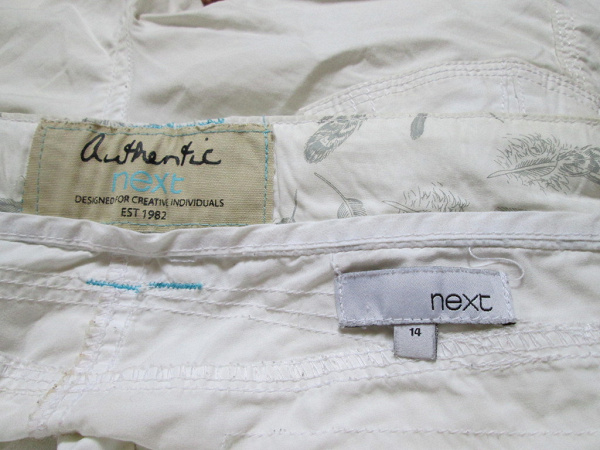 Authentic
next
DESIGNED FOR CREATIVE INDIVIDUALS
EST 1982
next
14